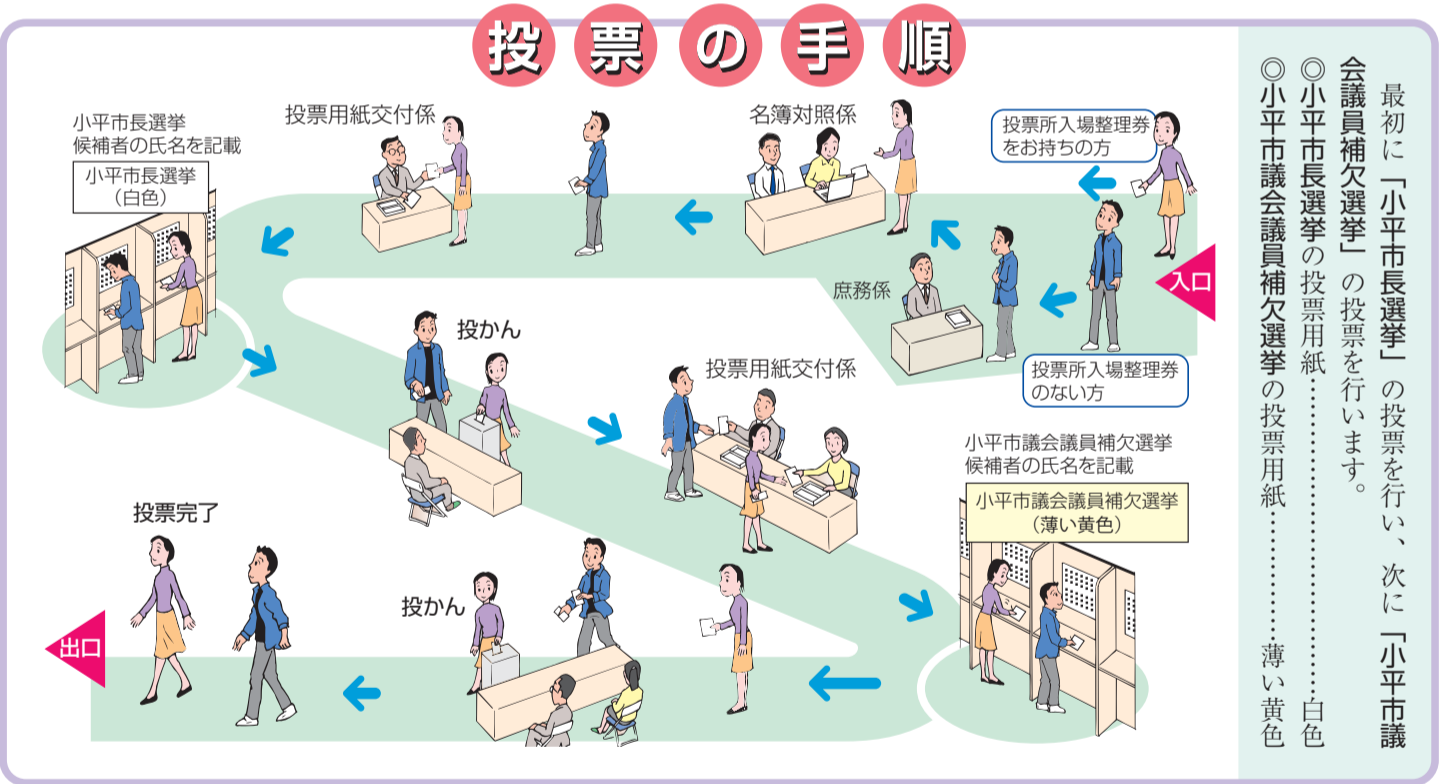 投票の手順
最初に「小平市長選挙」の投票を行い、次に「小平市議
会議員補欠選挙」の投票を行います。
◎小平市長選挙の投票用紙……………………………白色
◎小平市議会議員補欠選挙の投票用紙………………薄い黄色
入口
投票所入場整理券
をお持ちの方
投票所入場整理券
のない方
庶務係
名簿対照係
投票用紙交付係
小平市長選挙
候補者の氏名を記載
小平市長選挙
（白色）
投かん
投票用紙交付係
小平市議会議員補欠選挙
候補者の氏名を記載
小平市議会議員補欠選挙
（薄い黄色）
投かん
投票完了
出口